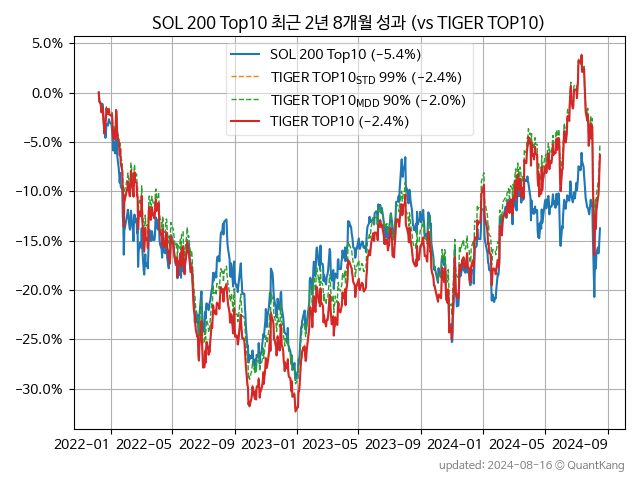 SOL 200 Top10 최근 2년 8개월 성과 (vs TIGER TOP10)
SOL 200 Top10 (−5.4%)
TIGER TOP10STD 99% (−2.4%)
TIGER TOP10MDD 90% (−2.0%)
TIGER TOP10 (−2.4%)
5.0%
0.0%
−5.0%
−10.0%
−15.0%
−20.0%
−25.0%
−30.0%
2022−01 2022−05 2022−09 2023−01 2023−05 2023−09 2024−01 2024−05 2024−09
updated: 2024−08−16 © QuantKang